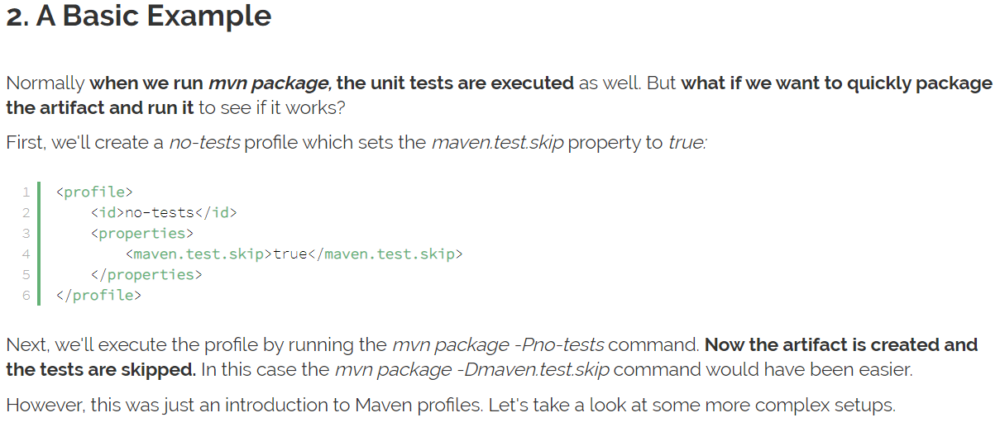 2. A Basic Example
Normally when we run mvn package, the unit tests are executed as well. But what if we want to quickly package
the artifact and run it to see if it works?
First, we'll create a no-tests profile which sets the maven.test.skip property to true:
1 <profile>
2     <id>no-tests</id>
3     <properties>
4         <maven.test.skip>true</maven.test.skip>
5     </properties>
6 </profile>
Next, we'll execute the profile by running the mvn package -Pno-tests command. Now the artifact is created and
the tests are skipped. In this case the mvn package -Dmaven.test.skip command would have been easier.
However, this was just an introduction to Maven profiles. Let's take a look at some more complex setups.